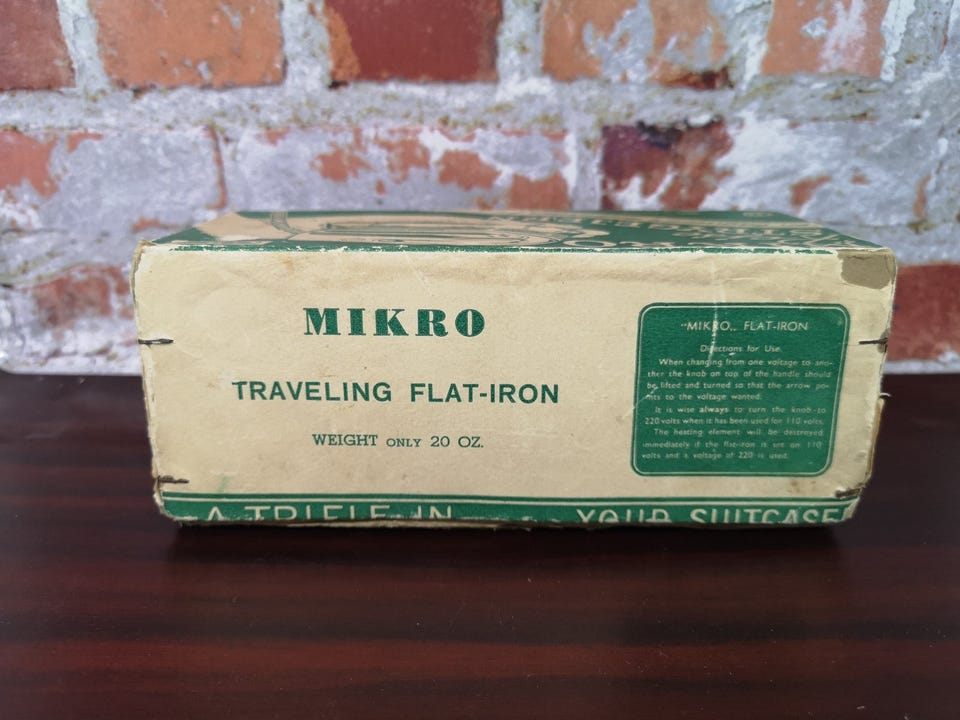 MIKRO
TRAVELING FLAT-IRON
WEIGHT ONLY 20 OZ.
"MIKRO„ FLAT-IRON
Directions for Use.
When changing from one voltage to ano-
ther the knob on top of the handle should
be lifted and turned so that the arrow po-
ints to the voltage wanted.
It is wise always to turn the knob to
220 volts when it has been used for 110 volts.
The heating element will be destroyed
immediately if the flat-iron is set on 110
volts and a voltage of 220 is used.
A TRIFLE IN YOUR SUITCASE